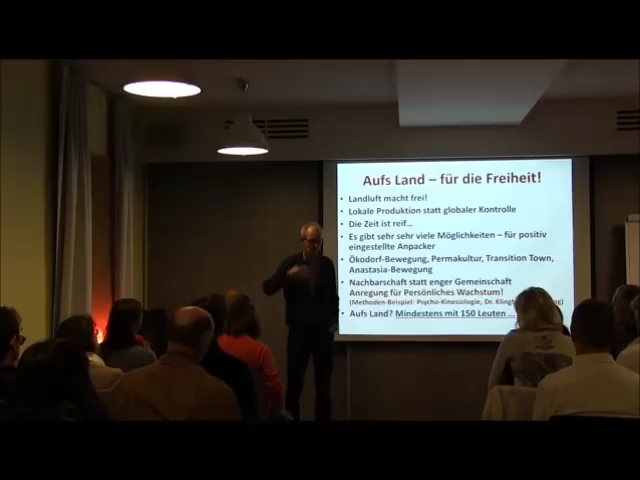 Aufs Land – für die Freiheit!
• Landluft macht frei!
• Lokale Produktion statt globaler Kontrolle
• Die Zeit ist reif...
• Es gibt sehr sehr viele Möglichkeiten – für positiv
eingestellte Anpacker
• Ökodorf-Bewegung, Permakultur, Transition Town,
Anastasia-Bewegung
• Nachbarschaft statt enger Gemeinschaft
Anregung für Persönliches Wachstum!
(Methoden-Beispiel: Psycho-Kinesiologie, Dr.
• Aufs Land? Mindestens mit 150 Leuten ...